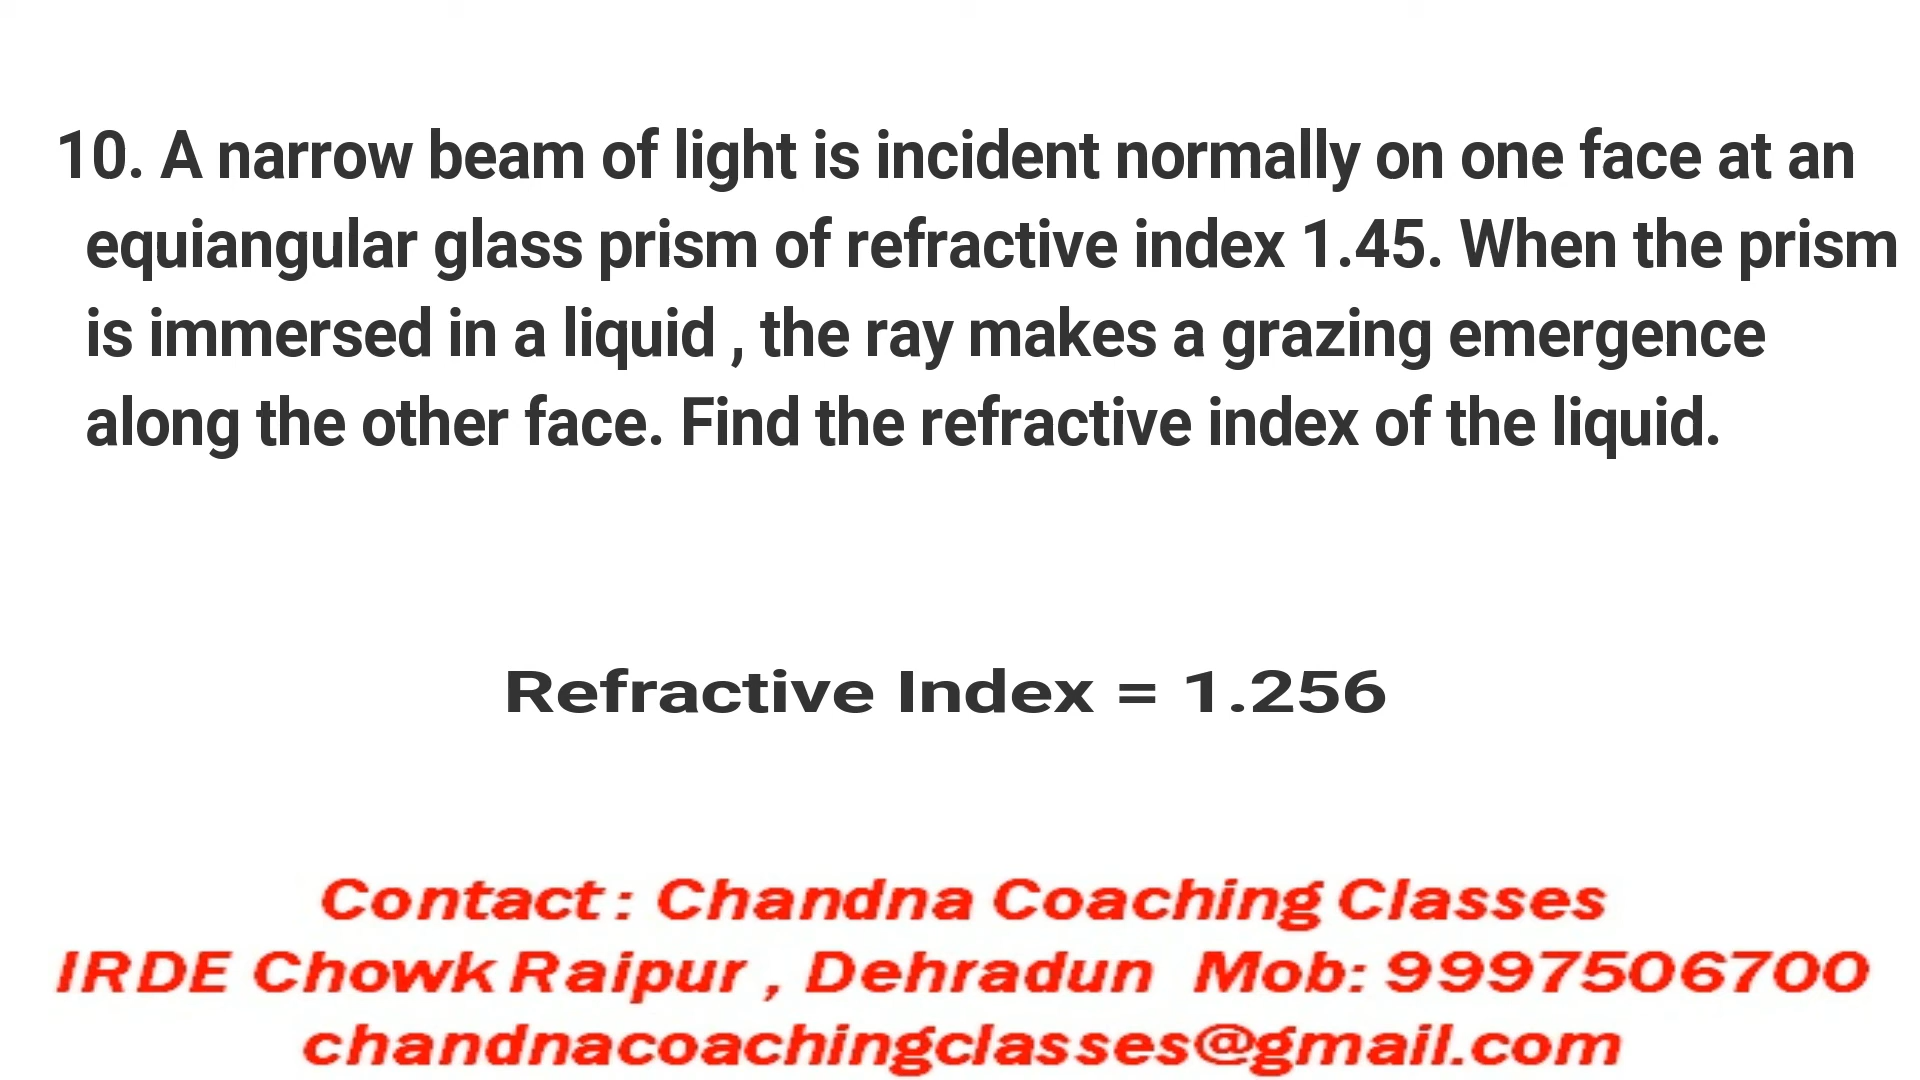 10. A narrow beam of light is incident normally on one face at an
equiangular glass prism of refractive index 1.45. When the prism
is immersed in a liquid , the ray makes a grazing emergence
along the other face. Find the refractive index of the liquid.
Refractive Index = 1.256
Contact : Chandna Coaching Classes
IRDE Chowk Raipur , Dehradun Mob: 9997506700
chandnacoachingclasses@gmail.com